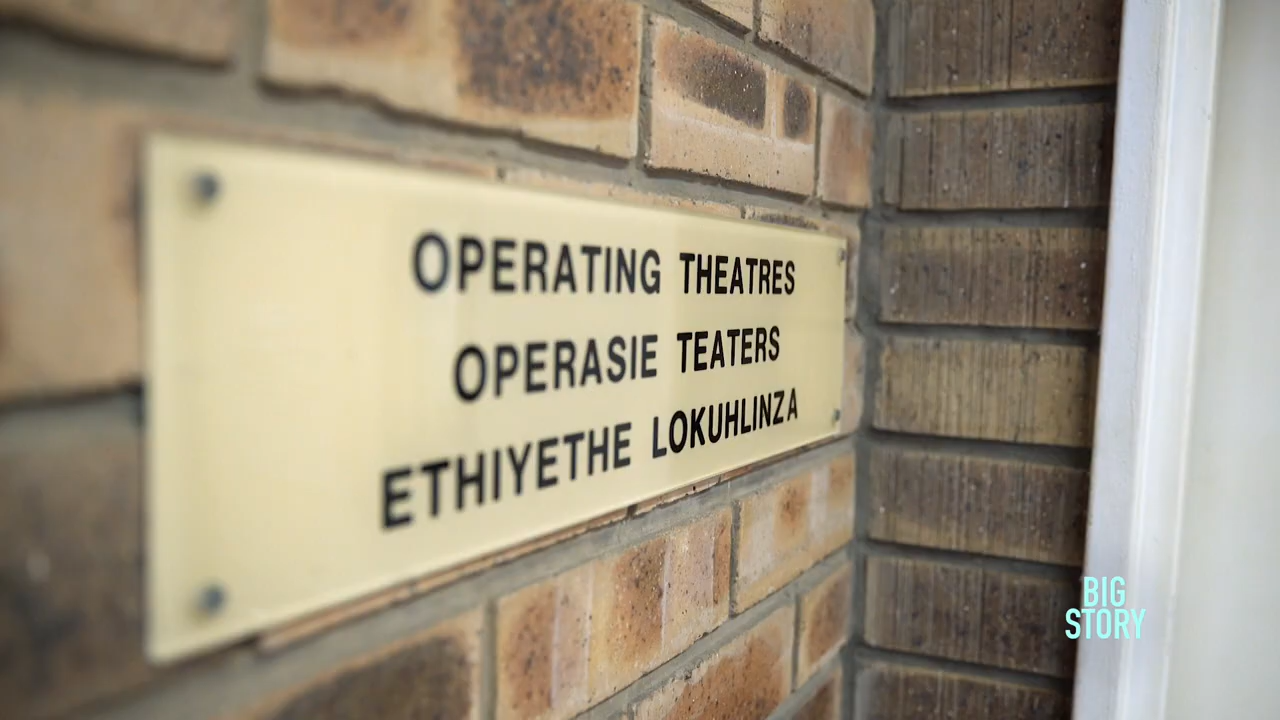 OPERATING THEATRES
OPERASIE TEATERS
ETHIYETHE LOKUHLINZA
BIG
STORY